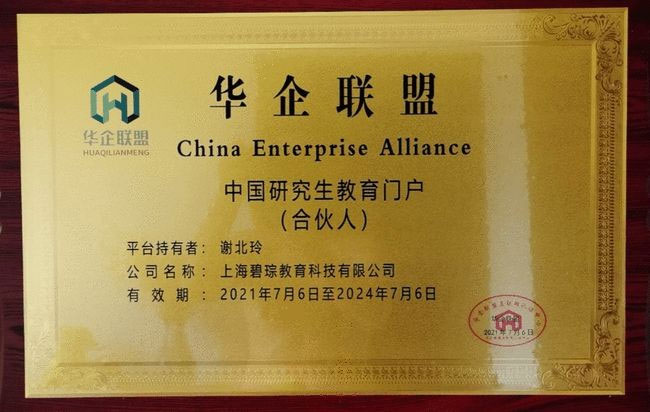 华企联盟
HUAQILIANMENG
华企联盟
China Enterprise Alliance
中国研究生教育门户
（合伙人）
平台持有者：谢北玲
公司名称：上海碧琮教育科技有限公司
有效期：2021年7月6日至2024年7月6日
2021年7月6日